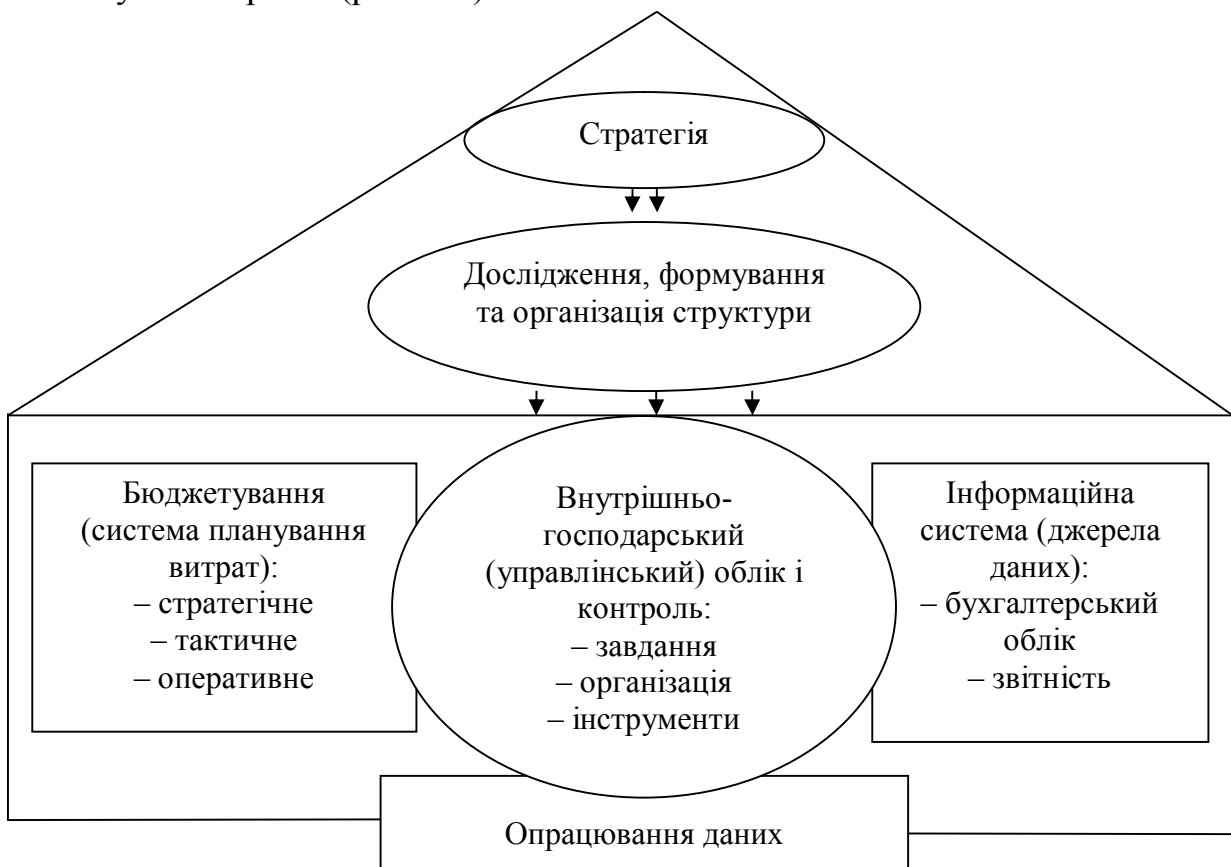 Стратегія
Дослідження, формування
та організація структури
Бюджетування
(система планування
витрат):
– стратегічне
– тактичне
– оперативне
Внутрішньо-
господарський
(управлінський) облік і
контроль:
– завдання
– організація
– інструменти
Інформаційна
система (джерела
даних):
– бухгалтерський
облік
– звітність
Опрацювання даних